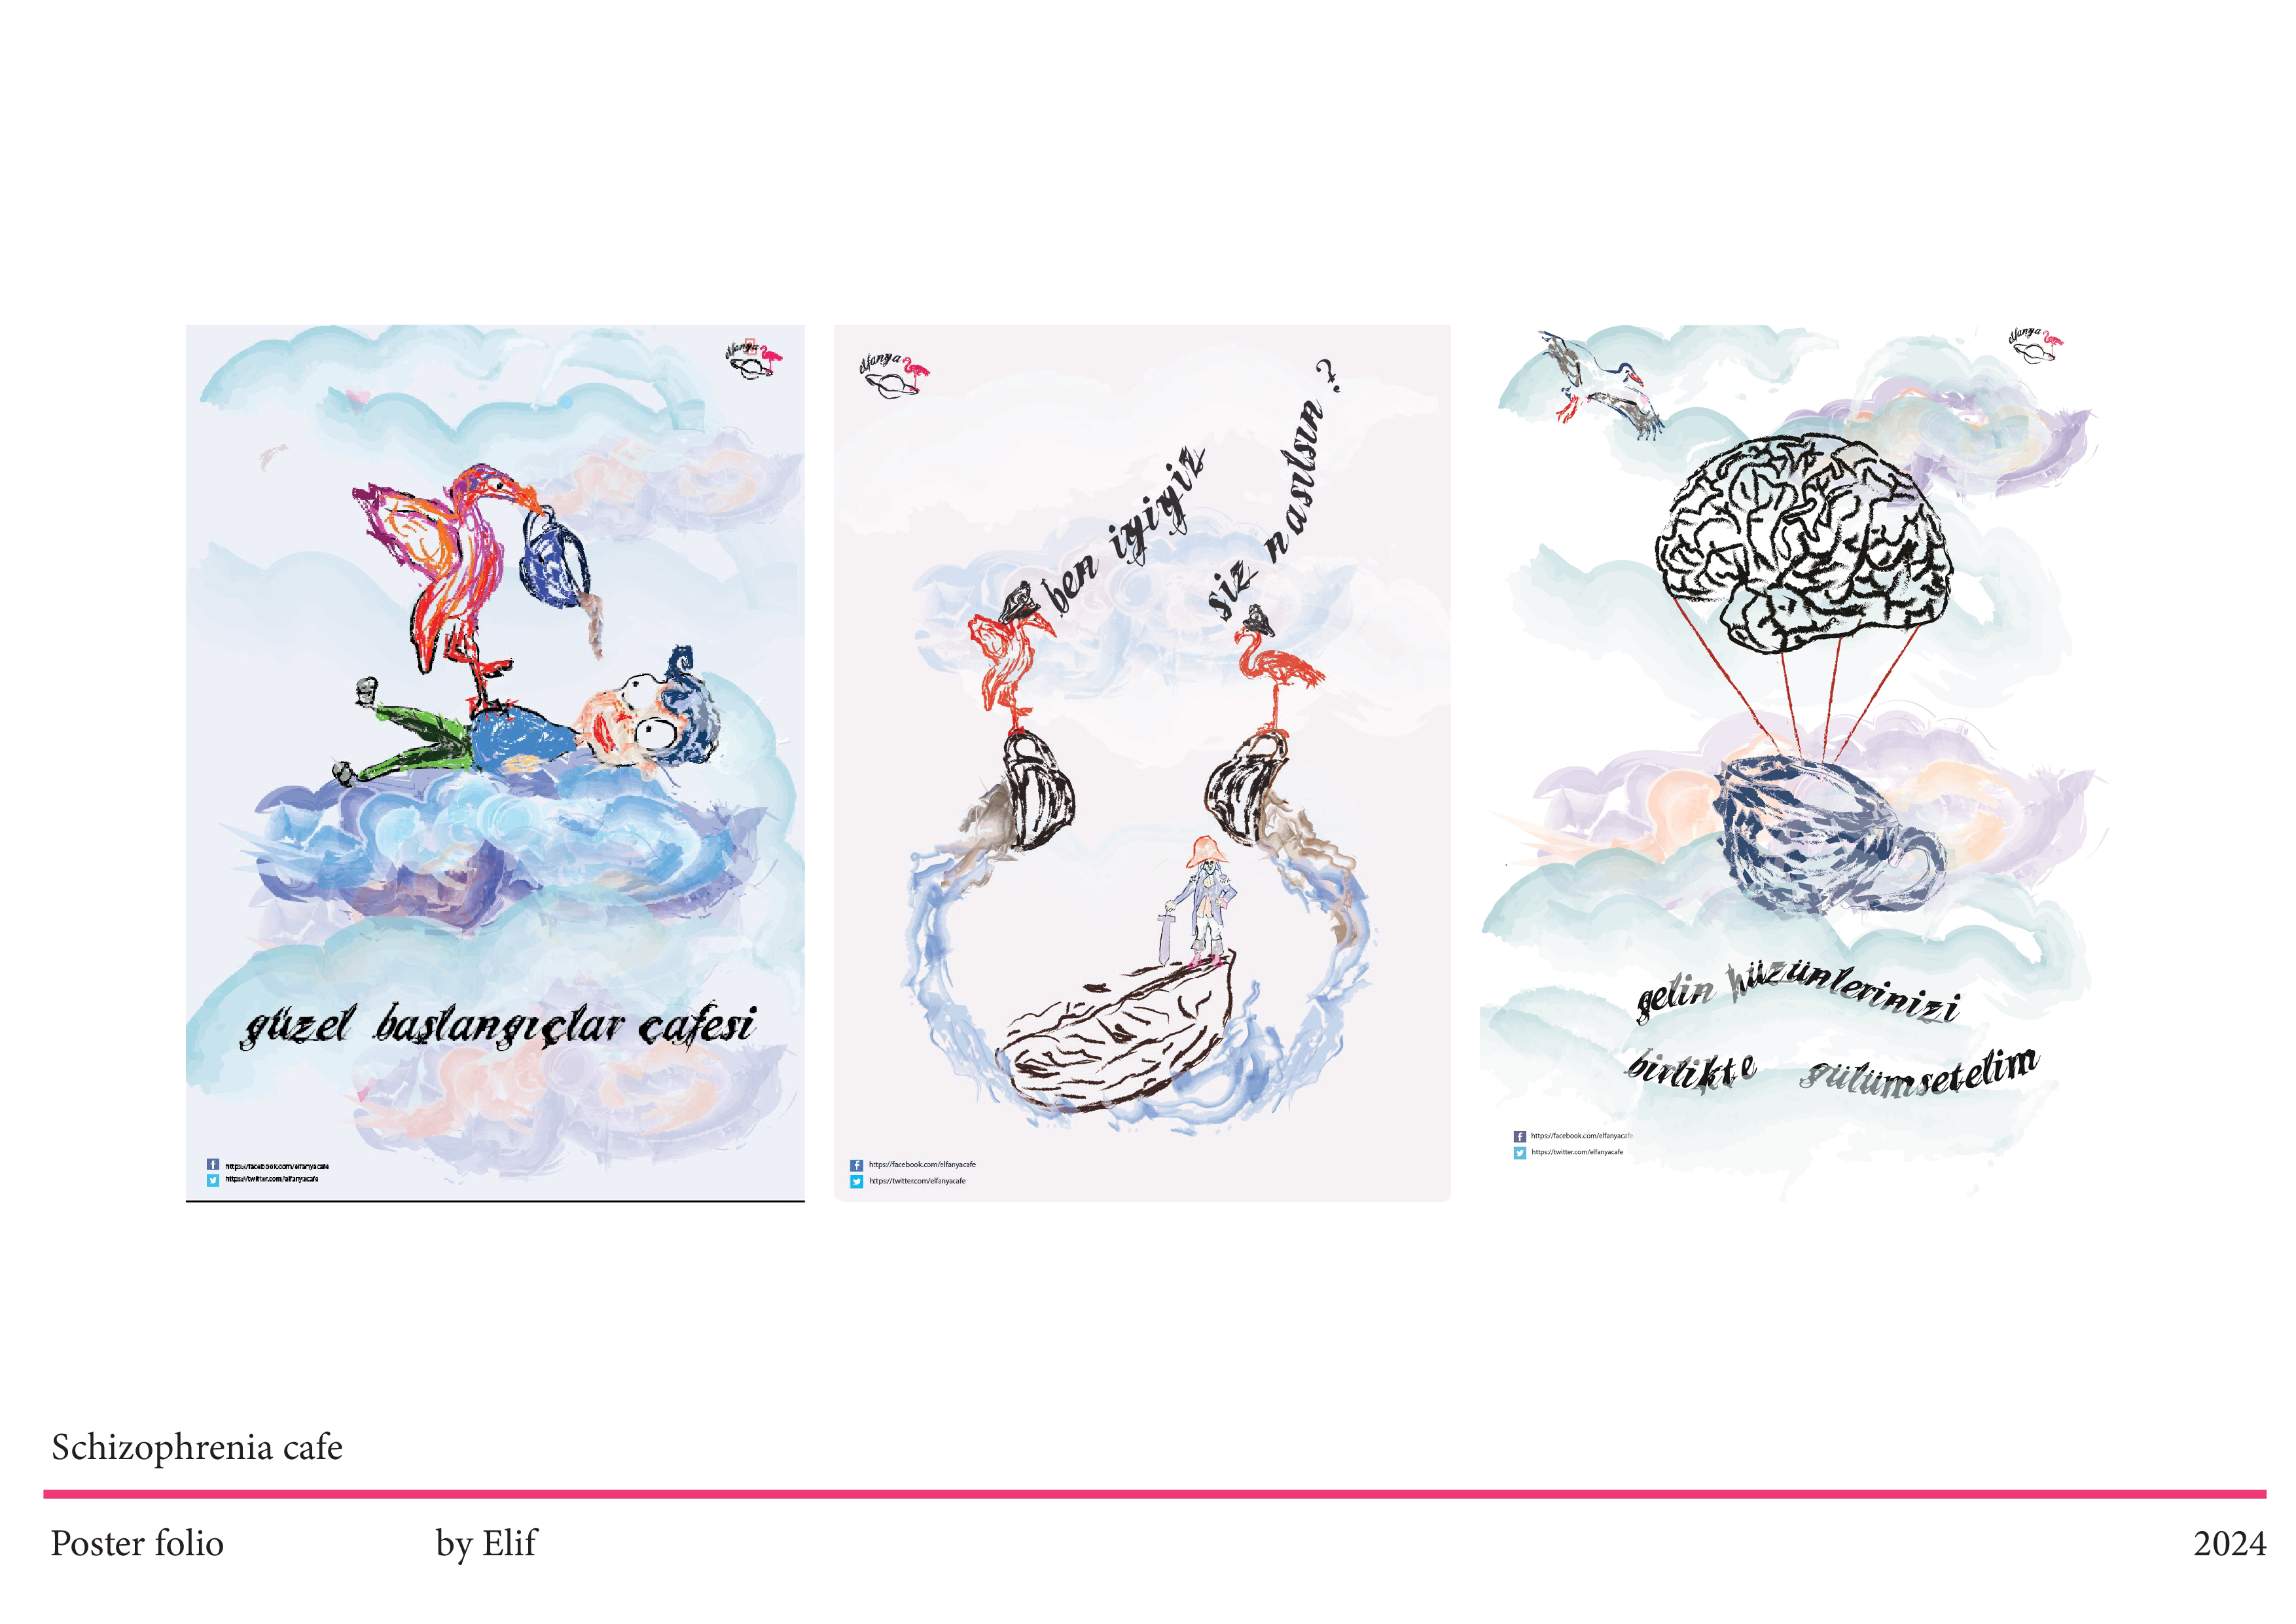 elfanya
güzel başlangıçlar cafesi
https://facebook.com/elfanyacafe
https://twitter.com/elfanyacafe
elfanya
ben iyiyiz
siz nasılsın ?
https://facebook.com/elfanyacafe
https://twitter.com/elfanyacafe
elfanya
gelin hüzünlerinizi
birlikte gülümsetelim
https://facebook.com/elfanyacafe
https://twitter.com/elfanyacafe
Schizophrenia cafe
Poster folio by Elif 2024